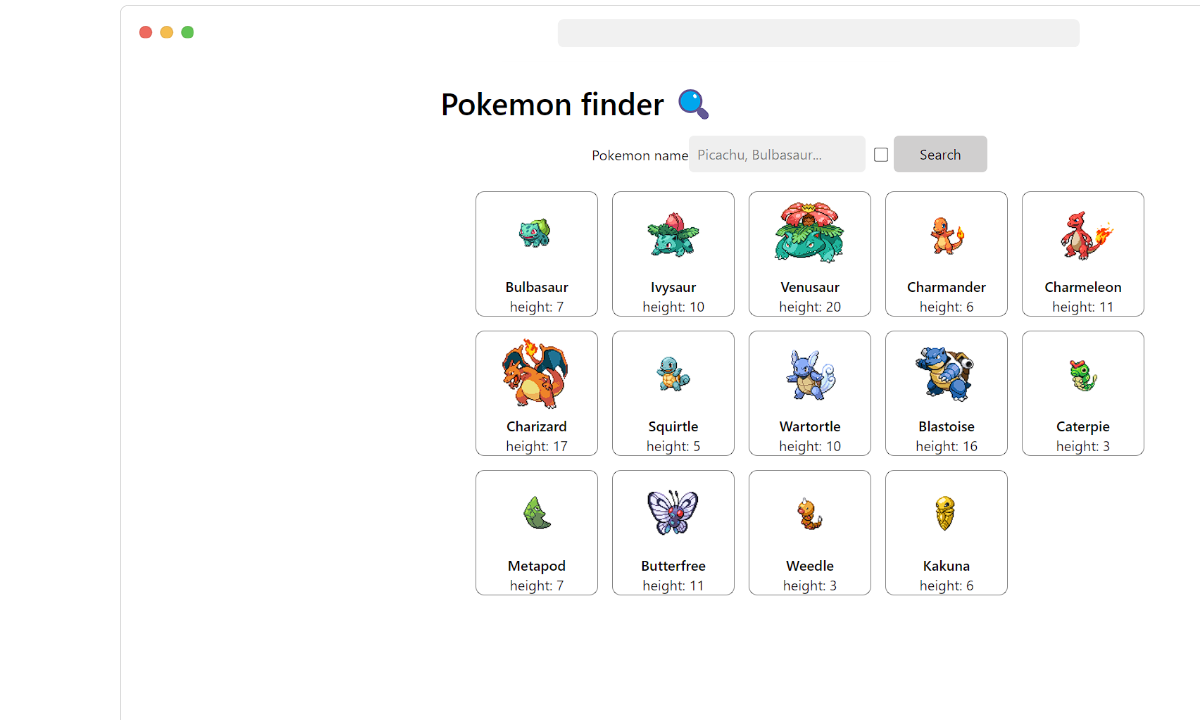 Pokemon finder
Pokemon name Picachu, Bulbasaur... Search
Bulbasaur Ivysaur Venusaur Charmander Charmeleon
height: 7 height: 10 height: 20 height: 6 height: 11
Charizard Squirtle Wartortle Blastoise Caterpie
height: 17 height: 5 height: 10 height: 16 height: 3
Metapod Butterfree Weedle Kakuna
height: 7 height: 11 height: 3 height: 6